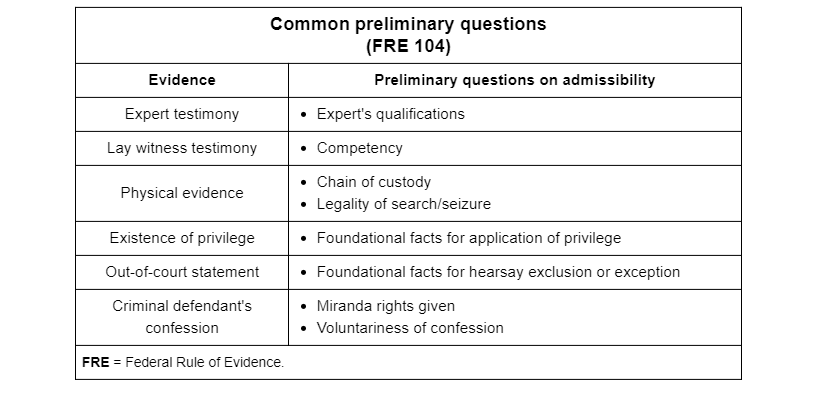 Common preliminary questions
(FRE 104)
Evidence
Preliminary questions on admissibility
Expert testimony
• Expert's qualifications
Lay witness testimony
• Competency
Physical evidence
• Chain of custody
• Legality of search/seizure
Existence of privilege
• Foundational facts for application of privilege
Out-of-court statement
• Foundational facts for hearsay exclusion or exception
Criminal defendant's
confession
• Miranda rights given
• Voluntariness of confession
FRE = Federal Rule of Evidence.